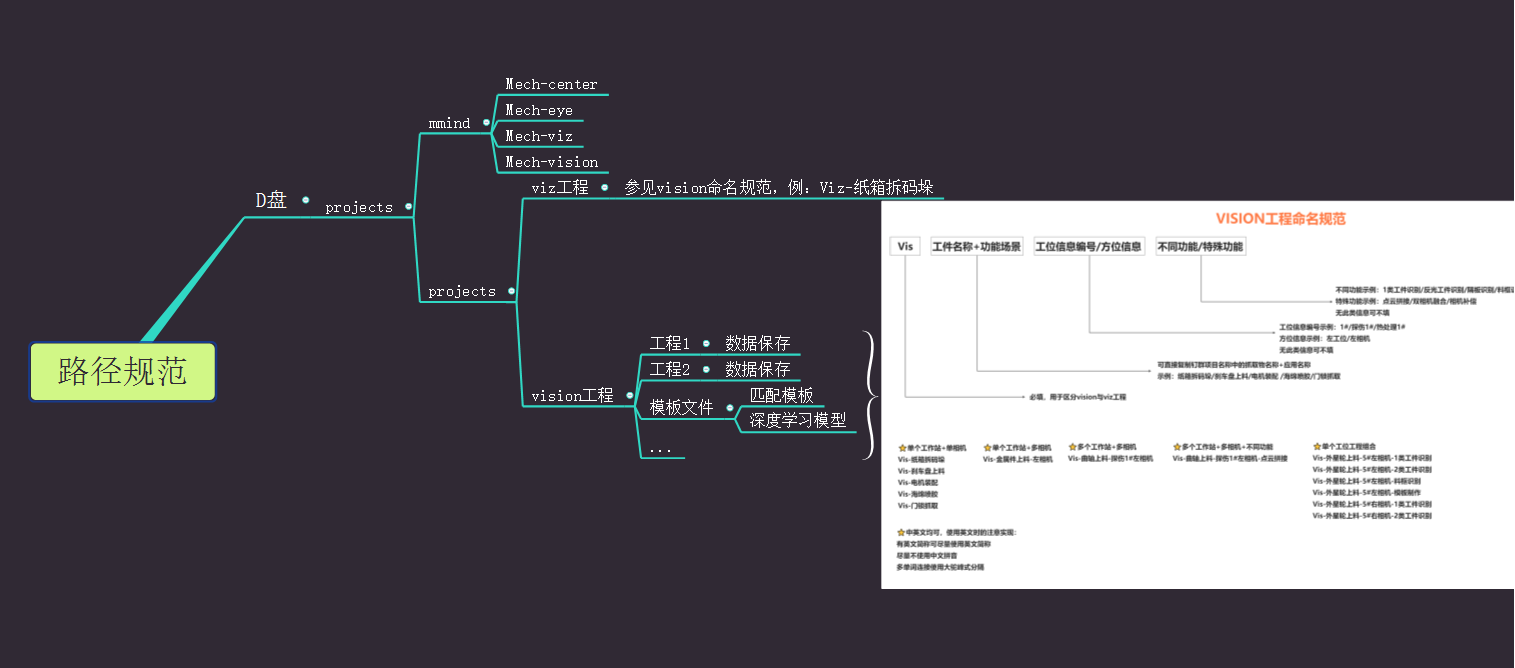 路径规范
D盘
projects
mmind
Mech-center
Mech-eye
Mech-viz
Mech-vision
projects
viz工程
参见vision命名规范，例：Viz-纸箱拆码垛
vision工程
工程1
数据保存
工程2
数据保存
模板文件
匹配模板
深度学习模型
...
VISION工程命名规范
Vis
工件名称+功能场景
工位信息编号/方位信息
不同功能/特殊功能
不同功能示例：1类工件识别/反光工件识别/隔板识别/料框识
特殊功能示例：点云拼接/双相机融合/相机补偿
无此类信息可不填
工位信息编号示例：1#/探伤1#/热处理1#
方位信息示例：左工位/左相机
无此类信息可不填
可直接复制钉群项目名称中的抓取物名称+应用名称
示例：纸箱拆码垛/刹车盘上料/电机装配 /海绵喷胶/门锁抓取
必填，用于区分vision与viz工程
单个工作站+单相机
Vis-纸箱拆码垛
Vis-刹车盘上料
Vis-电机装配
Vis-海绵喷胶
Vis-门锁抓取
单个工作站+多相机
Vis-金属件上料-左相机
多个工作站+多相机
Vis-曲轴上料-探伤1#左相机
多个工作站+多相机+不同功能
Vis-曲轴上料-探伤1#左相机-点云拼接
单个工位工程组合
Vis-外星轮上料-5#左相机-1类工件识别
Vis-外星轮上料-5#左相机-2类工件识别
Vis-外星轮上料-5#左相机-料框识别
Vis-外星轮上料-5#左相机-模板制作
Vis-外星轮上料-5#右相机-1类工件识别
Vis-外星轮上料-5#右相机-2类工件识别
中英文均可，使用英文时的注意实现：
有英文简称可尽量使用英文简称
尽量不使用中文拼音
多单词连接使用大驼峰式分隔